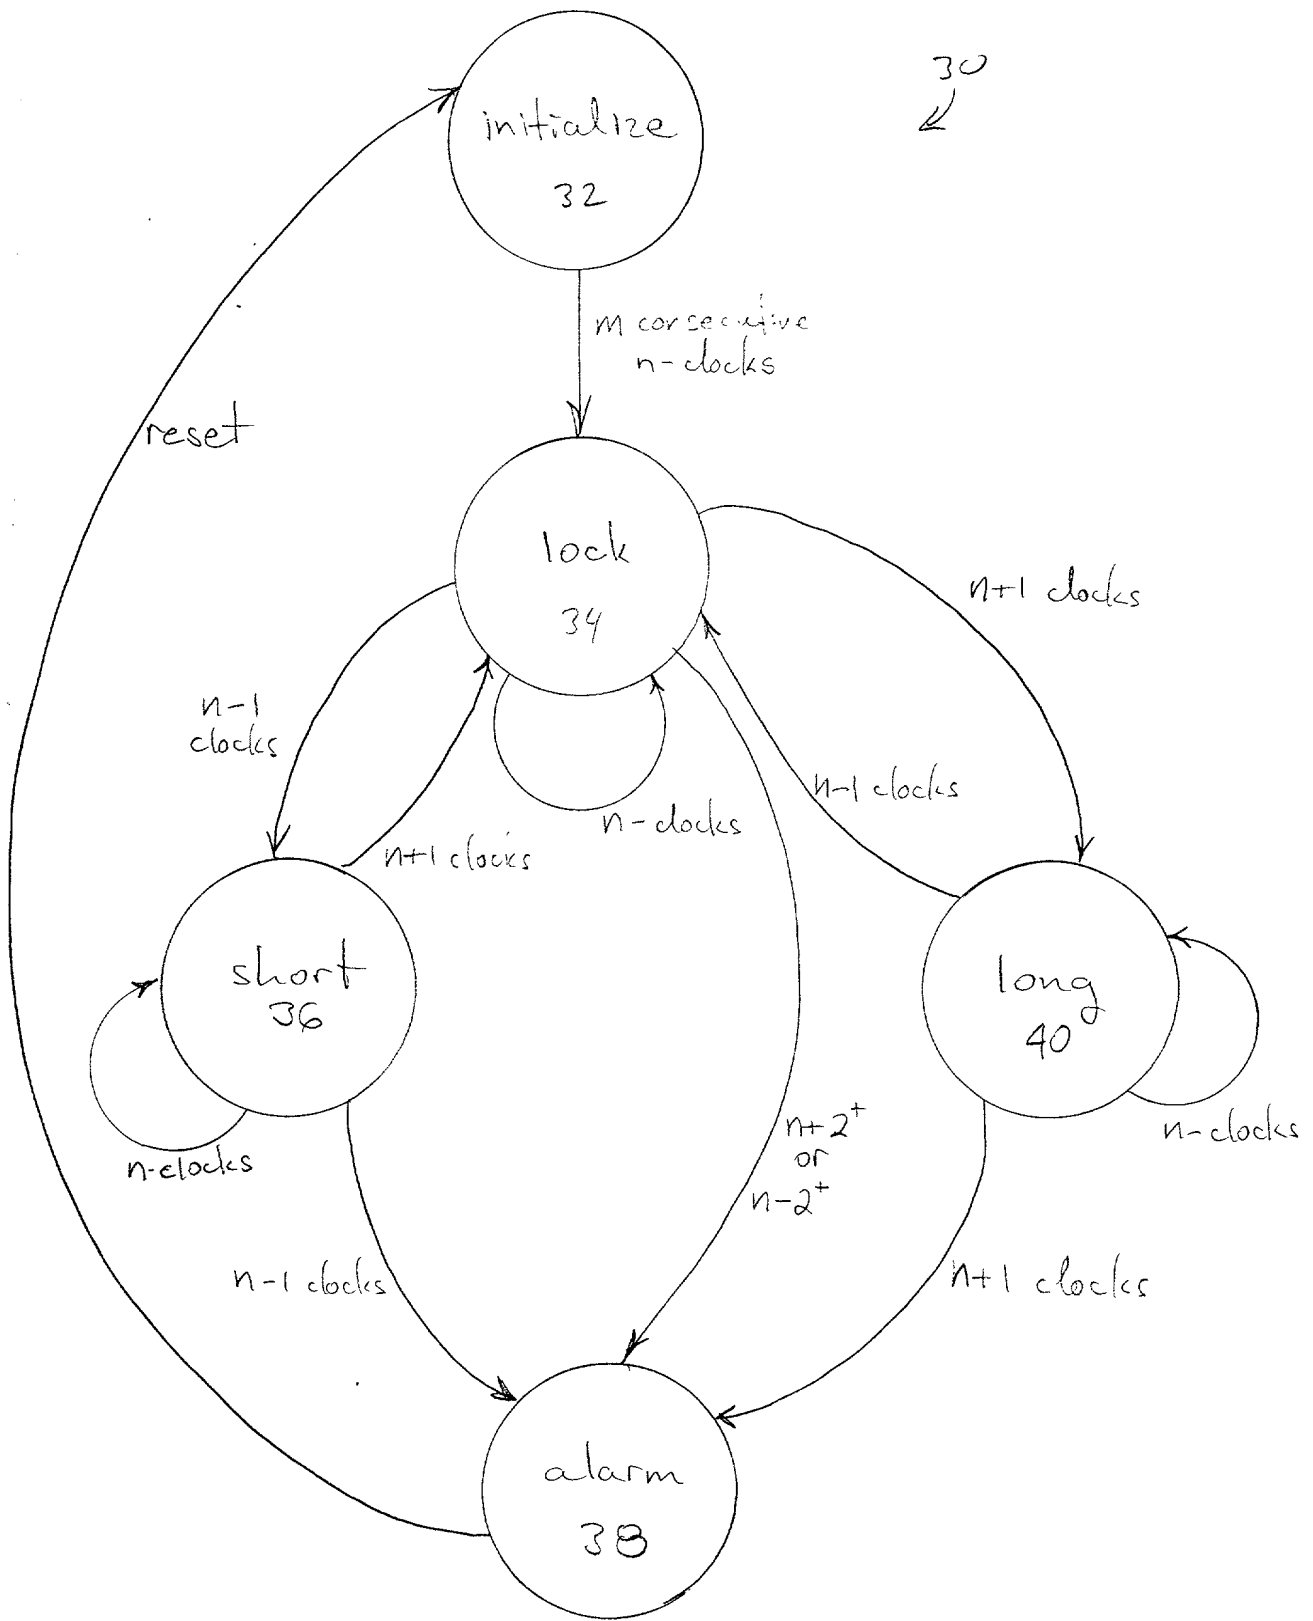 30
initialize
32
m consecutive
n-clocks
reset
lock
34
n+1 clocks
n-1
clocks
n-1 clocks
n-clocks
n+1 clocks
short
36
long
40
n+2⁺
or
n-2⁺
n-clocks
n-clocks
n-1 clocks
n+1 clocks
alarm
38